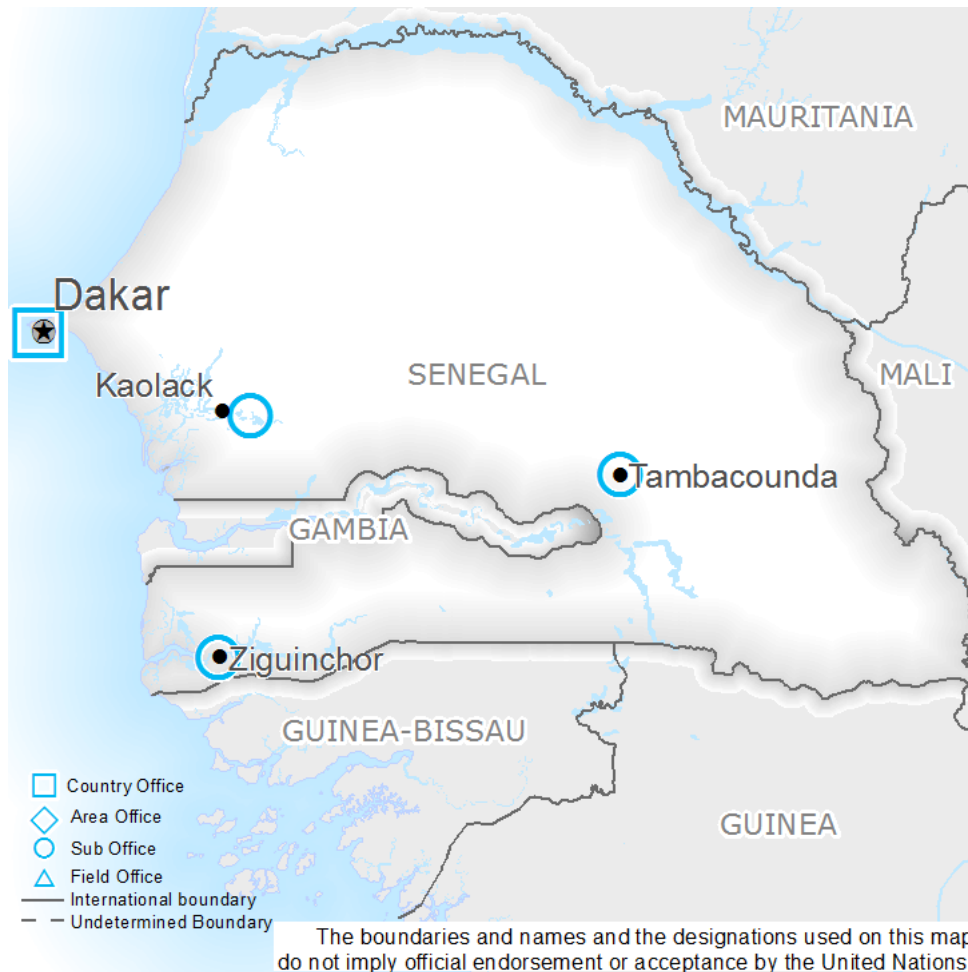 MAURITANIA
Dakar
Kaolack
SENEGAL
MALI
Tambacounda
GAMBIA
Ziguinchor
GUINEA-BISSAU
GUINEA
Country Office
Area Office
Sub Office
Field Office
International boundary
Undetermined Boundary
The boundaries and names and the designations used on this map
do not imply official endorsement or acceptance by the United Nations